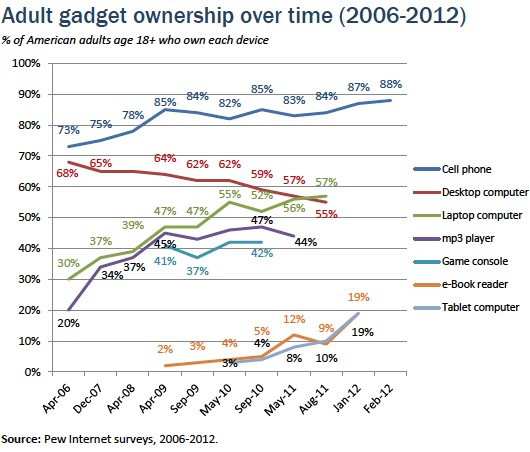 Adult gadget ownership over time (2006-2012)
% of American adults age 18+ who own each device
100%
90%
80%
70%
60%
50%
40%
30%
20%
10%
0%
73% 75% 78% 85% 84% 82% 85% 83% 84% 87% 88%
68% 65% 64% 62% 62% 59% 57% 55%
30% 37% 39% 47% 47% 55% 52% 56% 57%
20% 34% 37% 45% 47% 44%
41% 37% 42%
2% 3% 4% 5% 12% 9% 19%
3% 4% 8% 10% 19%
Apr-06 Dec-07 Apr-08 Apr-09 Sep-09 May-10 Sep-10 May-11 Aug-11 Jan-12 Feb-12
Cell phone
Desktop computer
Laptop computer
mp3 player
Game console
e-Book reader
Tablet computer
Source: Pew Internet surveys, 2006-2012.